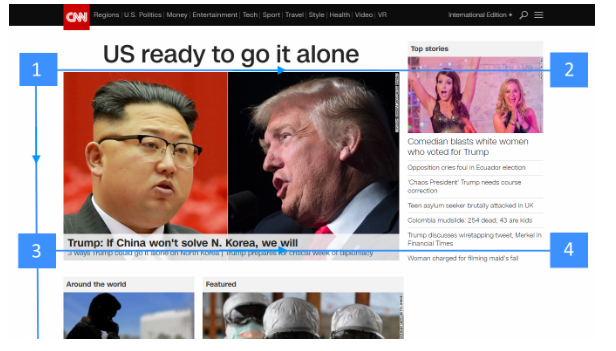 CNN Regions | U.S. Politics | Money | Entertainment | Tech | Sport | Travel | Style | Health | Video | VR International Edition +
US ready to go it alone
1
Trump: If China won't solve N. Korea, we will
3 ways Trump could go it alone on North Korea | Trump prepares for crucial week of diplomacy
Top stories
2
Comedian blasts white women
who voted for Trump
Opposition cries foul in Ecuador election
'Chaos President' Trump needs course
correction
Teen asylum seeker brutally attacked in UK
Colombia mudslide: 254 dead, 43 are kids
Trump discusses wiretapping tweet, Merkel in
Financial Times
Woman charged for filming maid's fall
3
4
Around the world
Featured